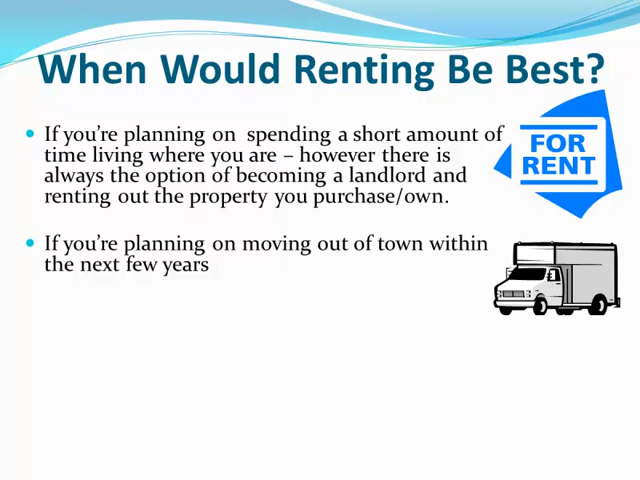 When Would Renting Be Best?
If you're planning on spending a short amount of
time living where you are – however there is
always the option of becoming a landlord and
renting out the property you purchase/own.
FOR
RENT
If you're planning on moving out of town within
the next few years